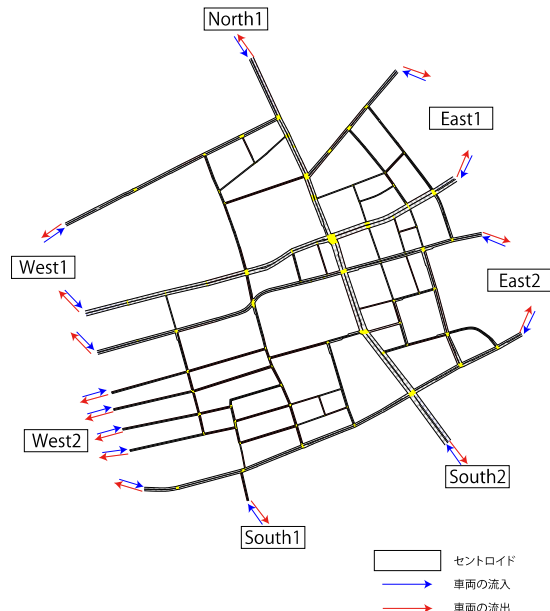 North1
East1
West1
East2
West2
South2
South1
セントロイド
車両の流入
車両の流出